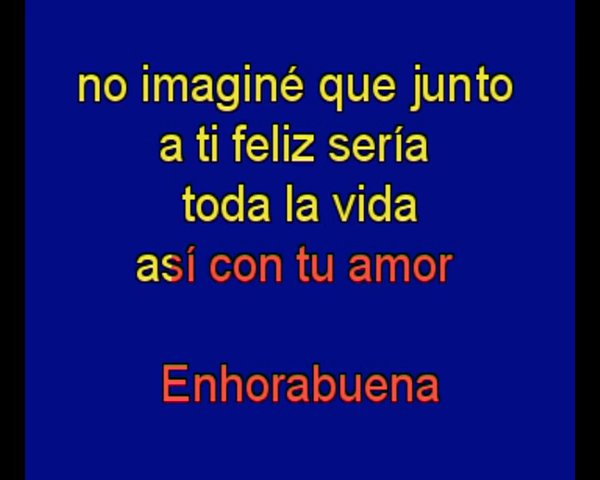 no imaginé que junto
a ti feliz sería
toda la vida
así con tu amor
Enhorabuena